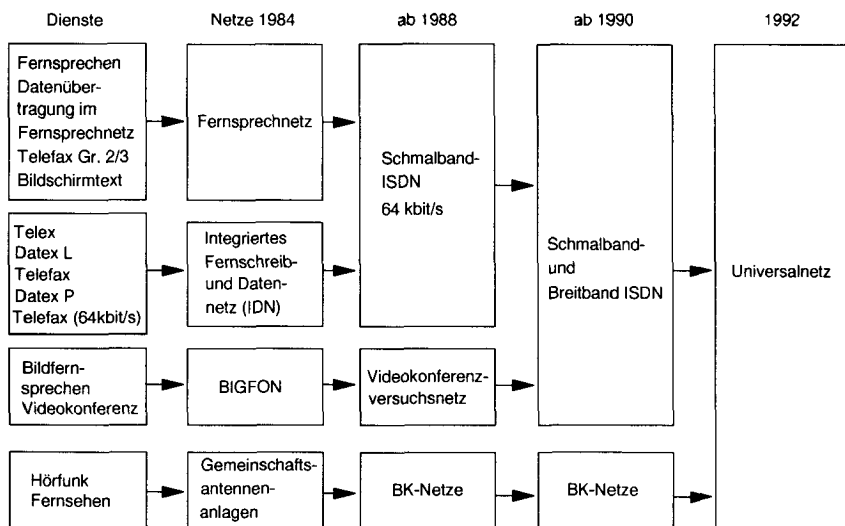 Dienste
Netze 1984
ab 1988
ab 1990
1992
Fernsprechen
Datenüber-
tragung im
Fernsprechnetz
Telefax Gr. 2/3
Bildschirmtext
Fernsprechnetz
Schmalband-
ISDN
64 kbit/s
Telex
Datex L
Telefax
Datex P
Telefax (64kbit/s)
Integriertes
Fernschreib-
und Daten-
netz (IDN)
Schmalband-
und
Breitband ISDN
Universalnetz
Bildfern-
sprechen
Videokonferenz
BIGFON
Videokonferenz-
versuchsnetz
Hörfunk
Fernsehen
Gemeinschafts-
antennen-
anlagen
BK-Netze
BK-Netze